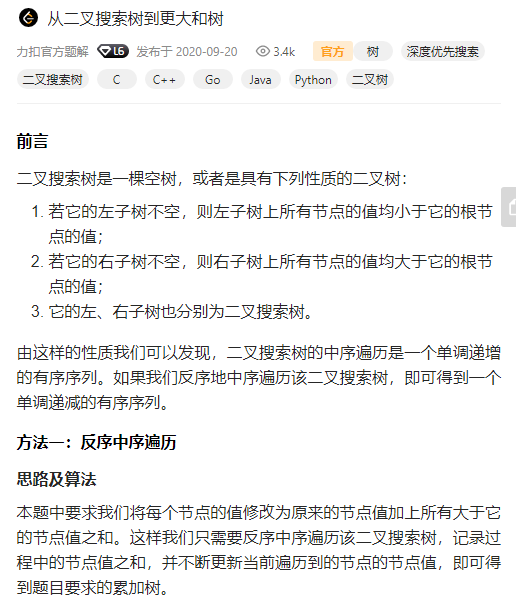 从二叉搜索树到更大和树
力扣官方题解 L6 发布于 2020-09-20 3.4k 官方 树 深度优先搜索
二叉搜索树 C C++ Go Java Python 二叉树
前言
二叉搜索树是一棵空树，或者是具有下列性质的二叉树：
1. 若它的左子树不空，则左子树上所有节点的值均小于它的根节
点的值；
2. 若它的右子树不空，则右子树上所有节点的值均大于它的根节
点的值；
3. 它的左、右子树也分别为二叉搜索树。
由这样的性质我们可以发现，二叉搜索树的中序遍历是一个单调递增
的有序序列。如果我们反序地中序遍历该二叉搜索树，即可得到一个
单调递减的有序序列。
方法一：反序中序遍历
思路及算法
本题中要求我们将每个节点的值修改为原来的节点值加上所有大于它
的节点值之和。这样我们只需要反序中序遍历该二叉搜索树，记录过
程中的节点值之和，并不断更新当前遍历到的节点的节点值，即可得
到题目要求的累加树。